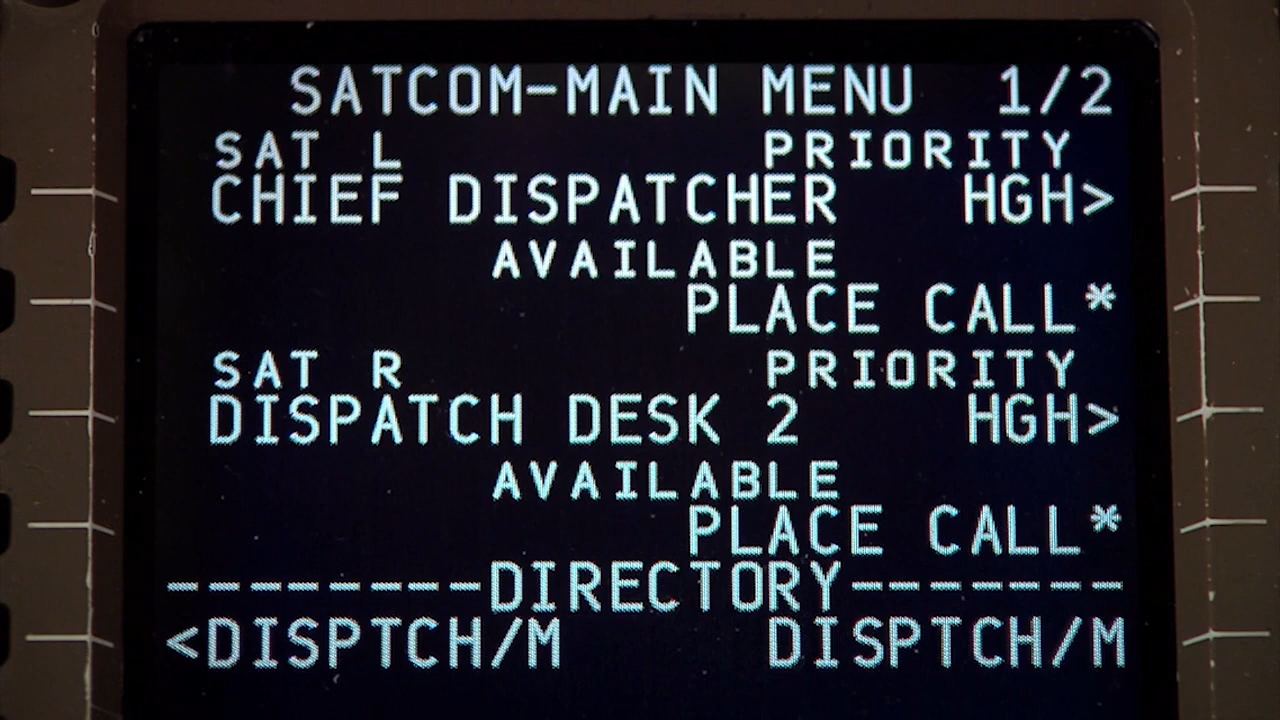 SATCOM-MAIN MENU 1/2
SAT L PRIORITY
CHIEF DISPATCHER HGH>
AVAILABLE
PLACE CALL*
SAT R PRIORITY
DISPATCH DESK 2 HGH>
AVAILABLE
PLACE CALL*
--------DIRECTORY-------
<DISPTCH/M DISPTCH/M